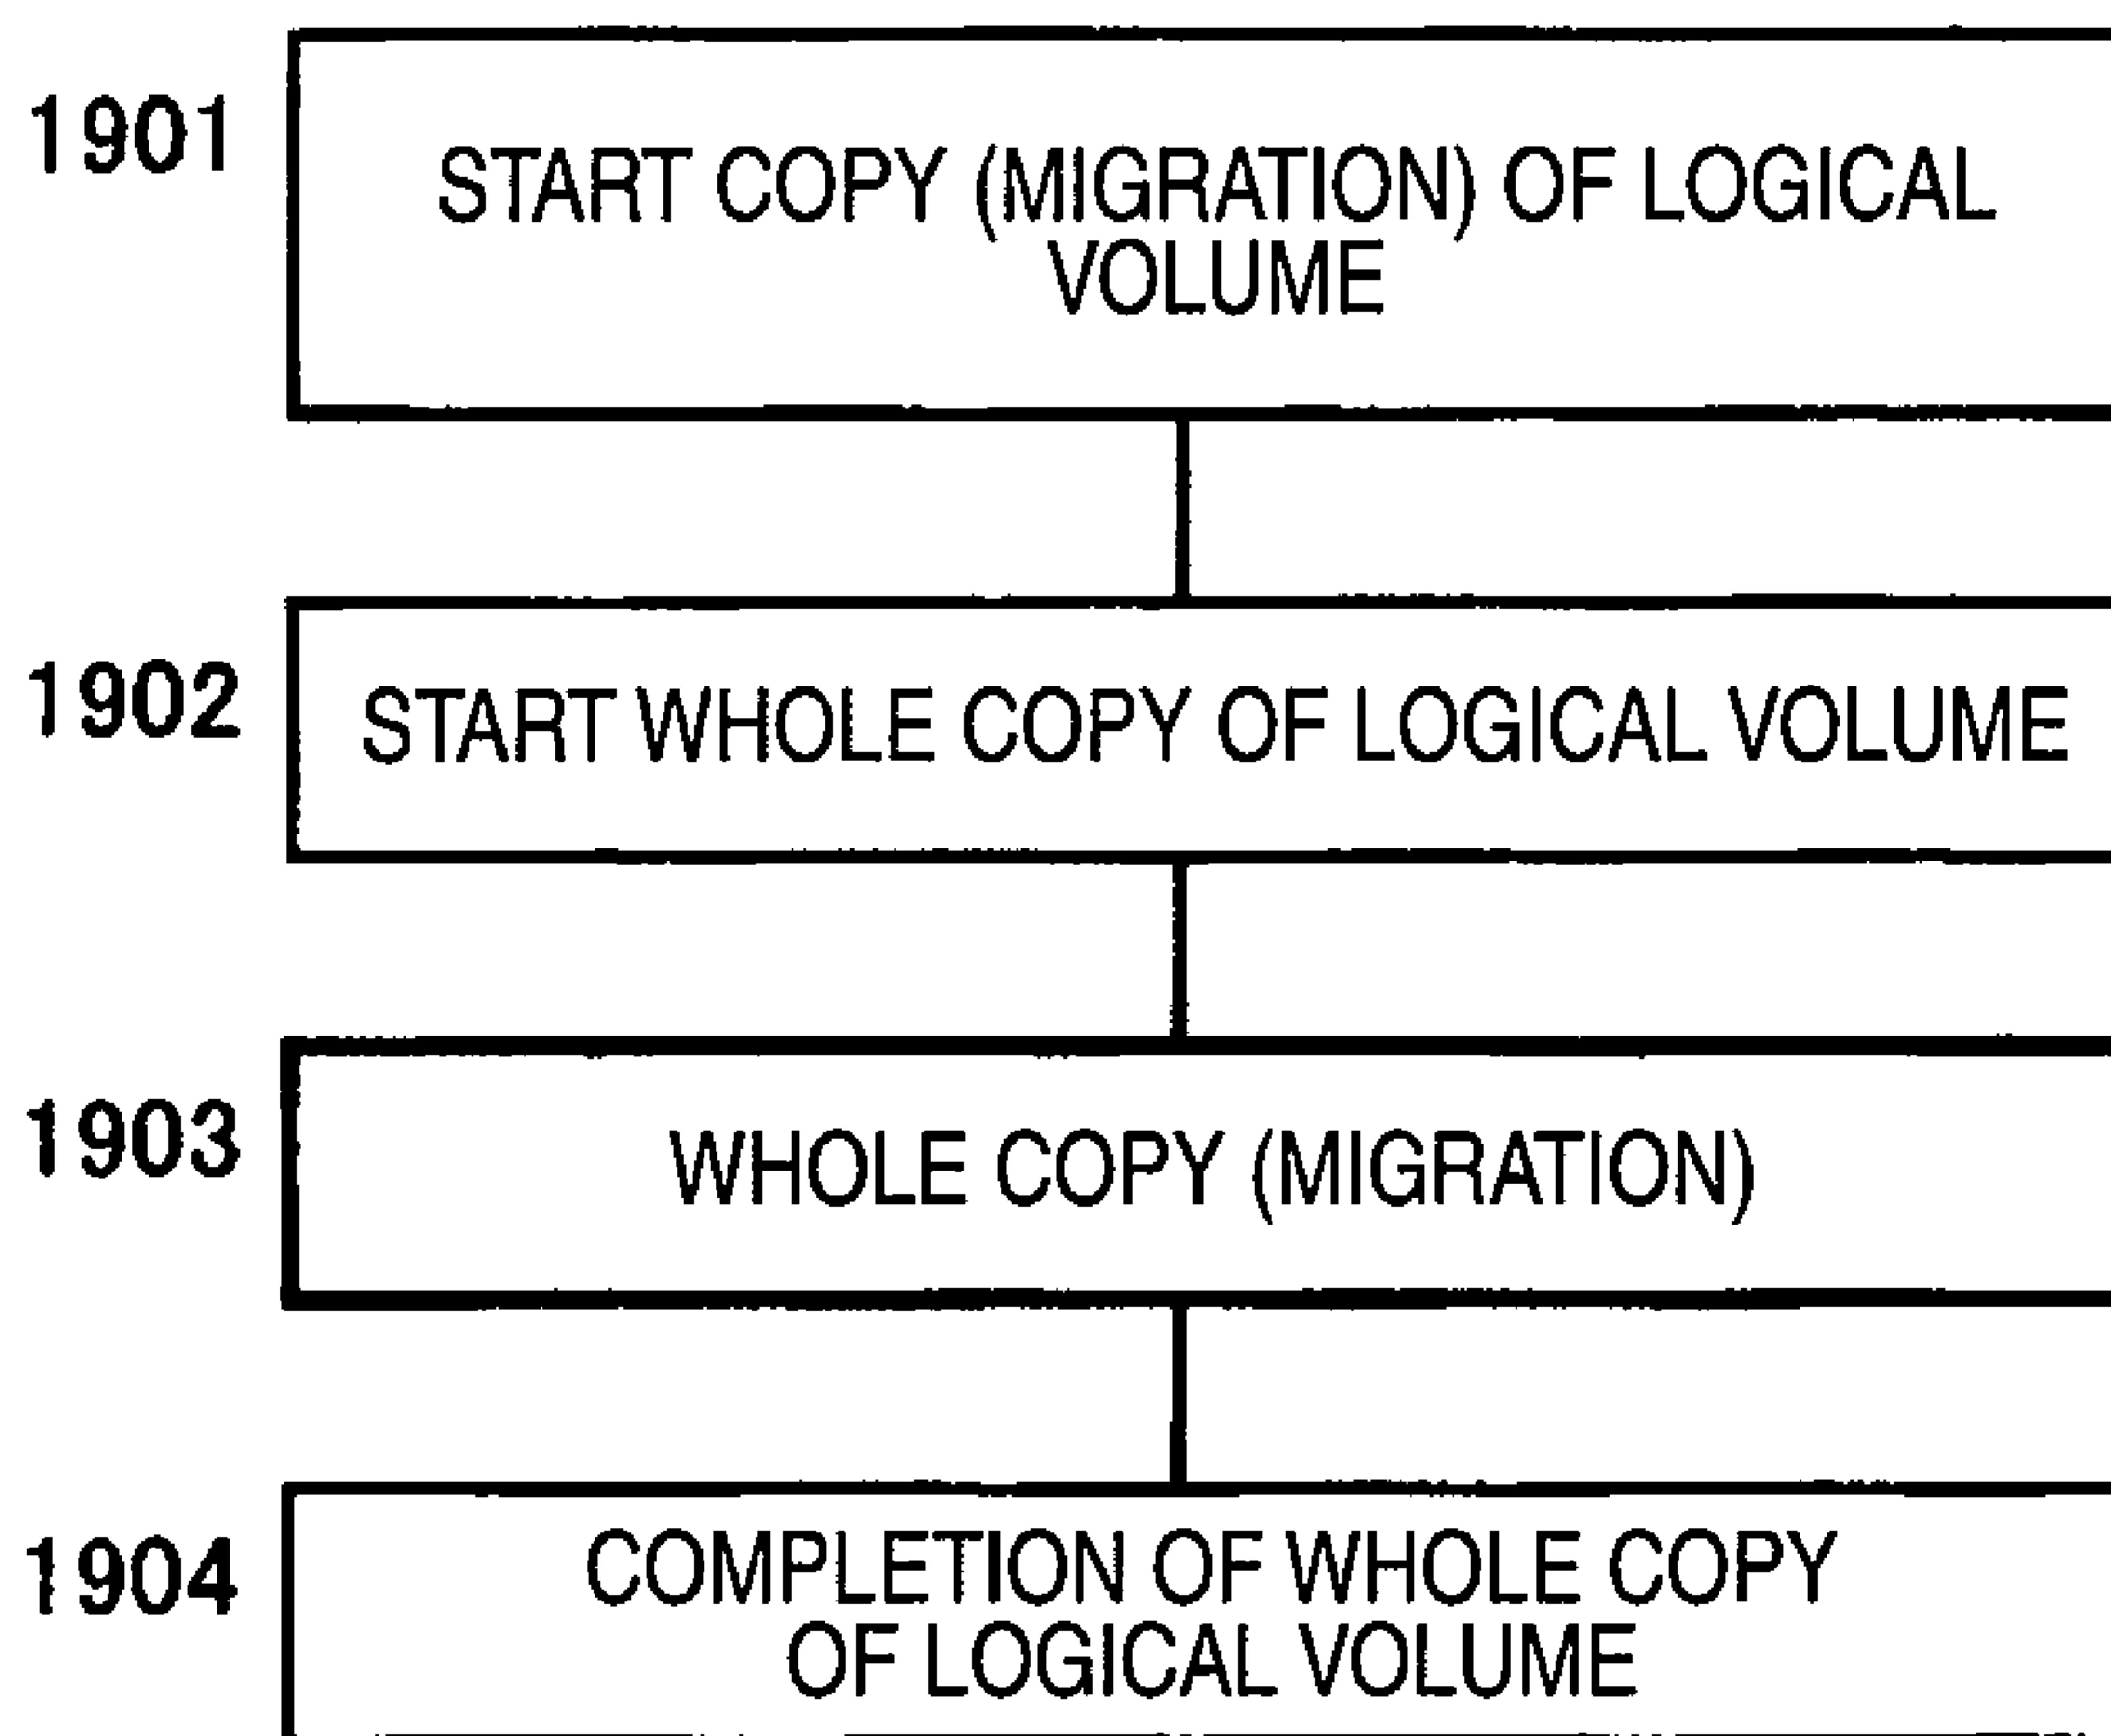 1901
START COPY (MIGRATION) OF LOGICAL
VOLUME
1902
START WHOLE COPY OF LOGICAL VOLUME
1903
WHOLE COPY (MIGRATION)
1904
COMPLETION OF WHOLE COPY
OF LOGICAL VOLUME